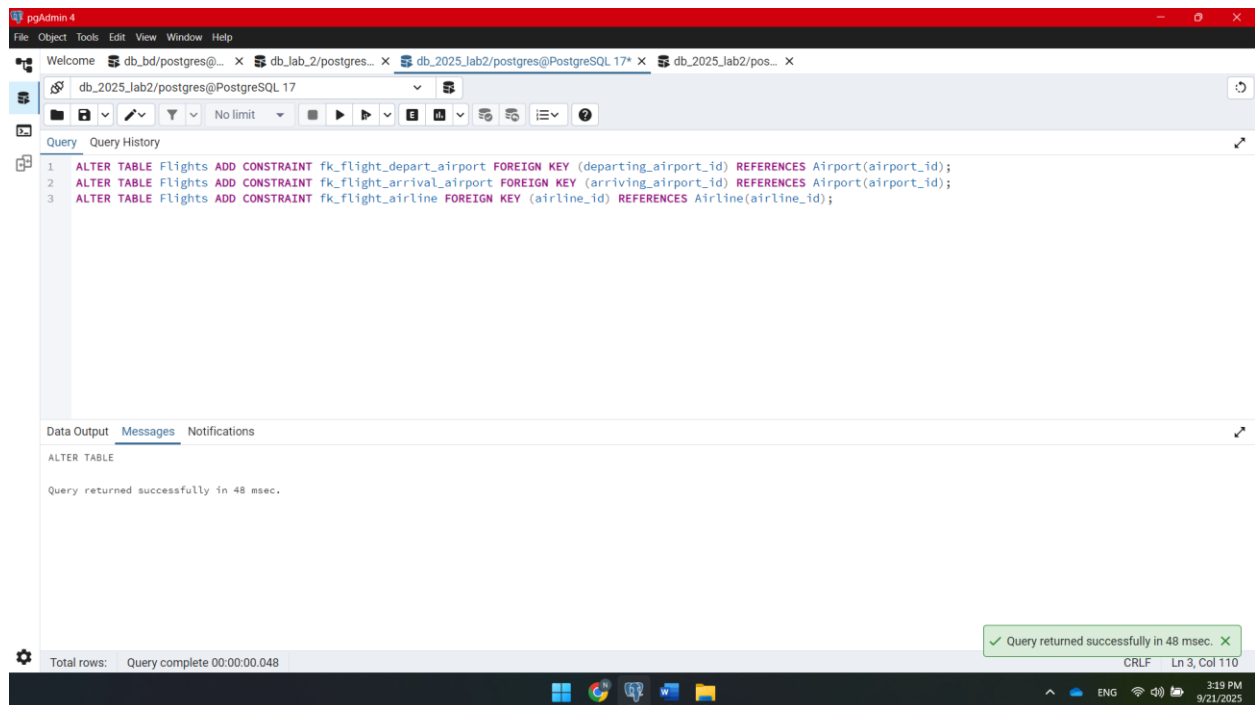 pgAdmin 4
File Object Tools Edit View Window Help
Welcome db_bd/postgres@... db_lab_2/postgres... db_2025_lab2/postgres@PostgreSQL 17* db_2025_lab2/pos...
db_2025_lab2/postgres@PostgreSQL 17
No limit
Query Query History
1 ALTER TABLE Flights ADD CONSTRAINT fk_flight_depart_airport FOREIGN KEY (departing_airport_id) REFERENCES Airport(airport_id);
2 ALTER TABLE Flights ADD CONSTRAINT fk_flight_arrival_airport FOREIGN KEY (arriving_airport_id) REFERENCES Airport(airport_id);
3 ALTER TABLE Flights ADD CONSTRAINT fk_flight_airline FOREIGN KEY (airline_id) REFERENCES Airline(airline_id);
Data Output Messages Notifications
ALTER TABLE
Query returned successfully in 48 msec.
Query returned successfully in 48 msec.
Total rows: Query complete 00:00:00.048 CRLF Ln 3, Col 110
ENG 3:19 PM
9/21/2025